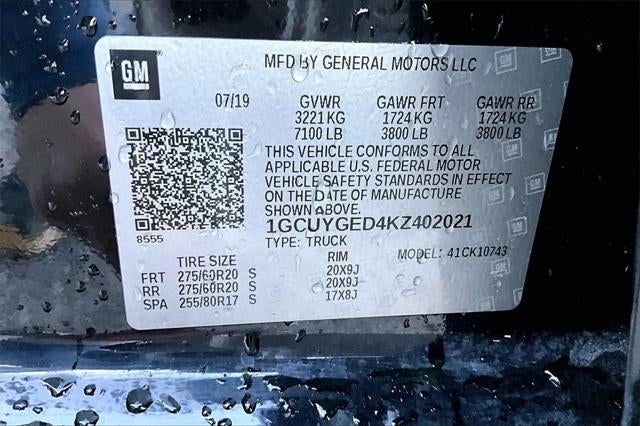 GM
MFD BY GENERAL MOTORS LLC
07/19 GVWR GAWR FRT GAWR RR
3221 KG 1724 KG 1724 KG
7100 LB 3800 LB 3800 LB
THIS VEHICLE CONFORMS TO ALL
APPLICABLE U.S. FEDERAL MOTOR
VEHICLE SAFETY STANDARDS IN EFFECT
ON THE DATE OF MANUFACTURE
SHOWN ABOVE.
8555
1GCUYGED4KZ402021
TYPE: TRUCK MODEL: 41CK10743
TIRE SIZE RIM
FRT 275/60R20 S 20X9J
RR 275/60R20 S 20X9J
SPA 255/80R17 S 17X8J